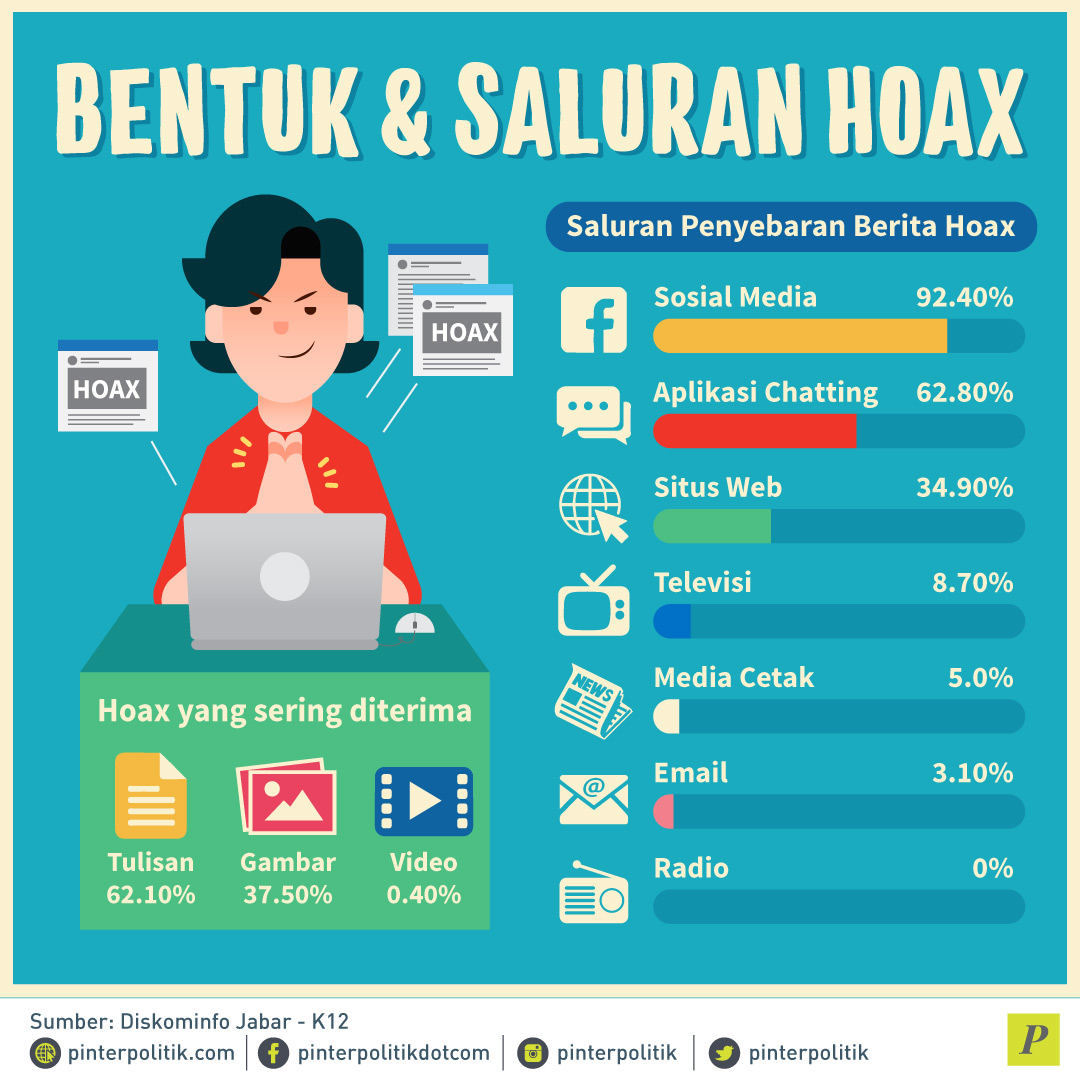 BENTUK & SALURAN HOAX
Saluran Penyebaran Berita Hoax
Sosial Media 92.40%
Aplikasi Chatting 62.80%
Situs Web 34.90%
Televisi 8.70%
NEWS
Media Cetak 5.0%
@
Email 3.10%
Radio 0%
HOAX
HOAX
Hoax yang sering diterima
Tulisan Gambar Video
62.10% 37.50% 0.40%
Sumber: Diskominfo Jabar - K12
pinterpolitik.com pinterpolitikdotcom pinterpolitik pinterpolitik
P